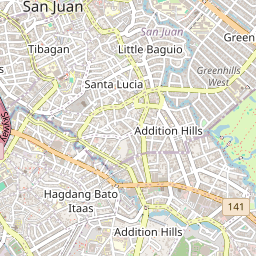 San Juan
San Juan
Green
Tibagan
Little Baguio
Greenhills
West
Santa Lucia
Addition Hills
Skyway
Hagdang Bato
Itaas
141
Addition Hills